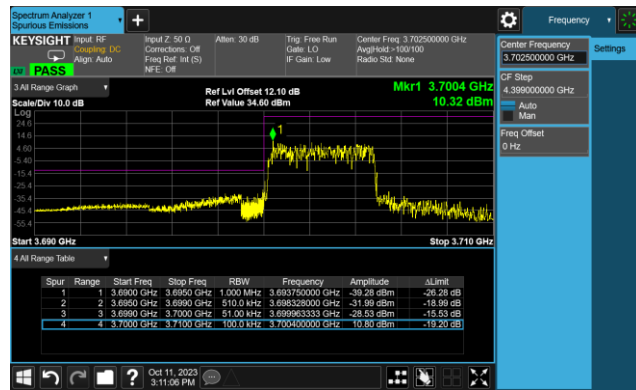 Spectrum Analyzer 1
Spurious Emissions
Frequency
KEYSIGHT
Input: RF
Coupling: DC
Align: Auto
Input Z: 50 Ω
Corrections: Off
Freq Ref: Int (S)
NFE: Off
Atten: 30 dB
Trig: Free Run
Gate: LO
IF Gain: Low
Center Freq: 3.702500000 GHz
Avg|Hold:>100/100
Radio Std: None
PASS
3 All Range Graph
Scale/Div 10.0 dB
Ref Lvl Offset 12.10 dB
Ref Value 34.60 dBm
Mkr1 3.7004 GHz
10.32 dBm
Log
24.6
14.6
4.60
-5.40
-15.4
-25.4
-35.4
-45.4
-55.4
1
Start 3.690 GHz
Stop 3.710 GHz
4 All Range Table
Spur Range Start Freq Stop Freq RBW Frequency Amplitude ΔLimit
1 1 3.6900 GHz 3.6950 GHz 1.000 MHz 3.693750000 GHz -39.28 dBm -26.28 dB
2 2 3.6950 GHz 3.6990 GHz 510.0 kHz 3.698328000 GHz -31.99 dBm -18.99 dB
3 3 3.6990 GHz 3.7000 GHz 51.00 kHz 3.699963333 GHz -28.53 dBm -15.53 dB
4 4 3.7000 GHz 3.7100 GHz 100.0 kHz 3.700400000 GHz 10.80 dBm -19.20 dB
Center Frequency
3.702500000 GHz
Settings
CF Step
4.399000000 GHz
Auto
Man
Freq Offset
0 Hz
?
Oct 11, 2023
3:11:06 PM